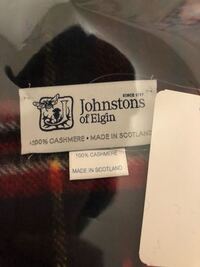 SINCE 1797
Johnstons
of Elgin
100% CASHMERE • MADE IN SCOTLAND
100% CASHMERE
MADE IN SCOTLAND